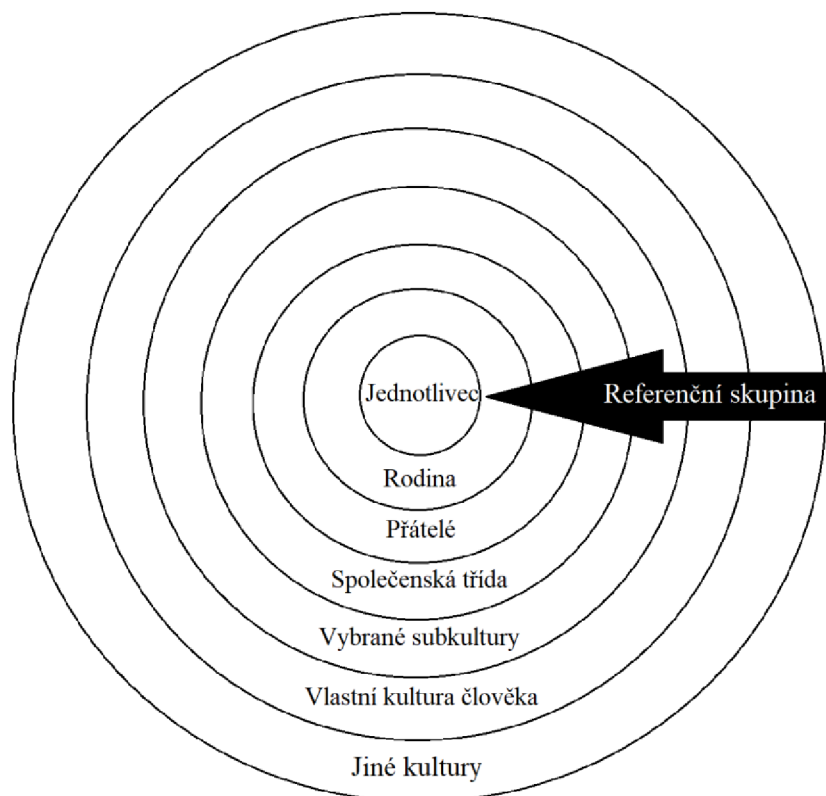 Jednotlivec
Referenční skupina
Rodina
Přátelé
Společenská třída
Vybrané subkultury
Vlastní kultura člověka
Jiné kultury